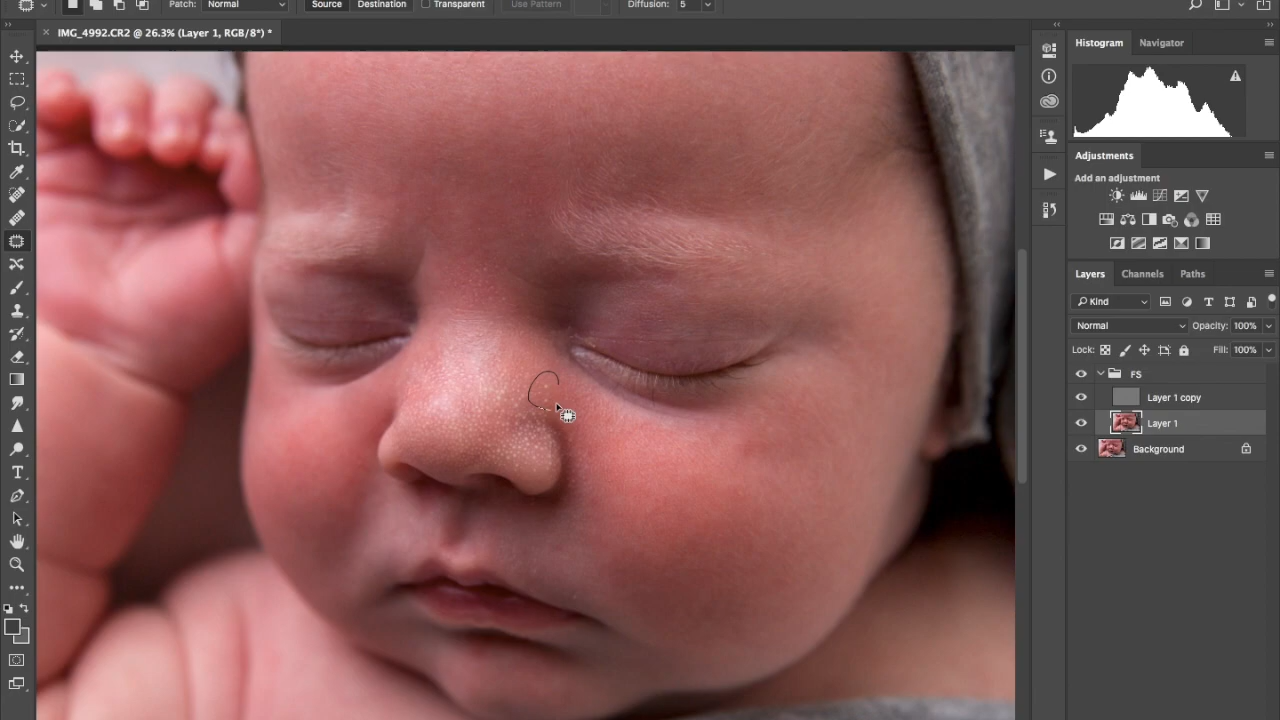 Patch: Normal Source Destination Transparent Use Pattern Diffusion: 5
IMG_4992.CR2 @ 26.3% (Layer 1, RGB/8*) *
Histogram Navigator
Adjustments
Add an adjustment
Layers Channels Paths
Kind
Normal Opacity: 100%
Lock: Fill: 100%
FS
Layer 1 copy
Layer 1
Background